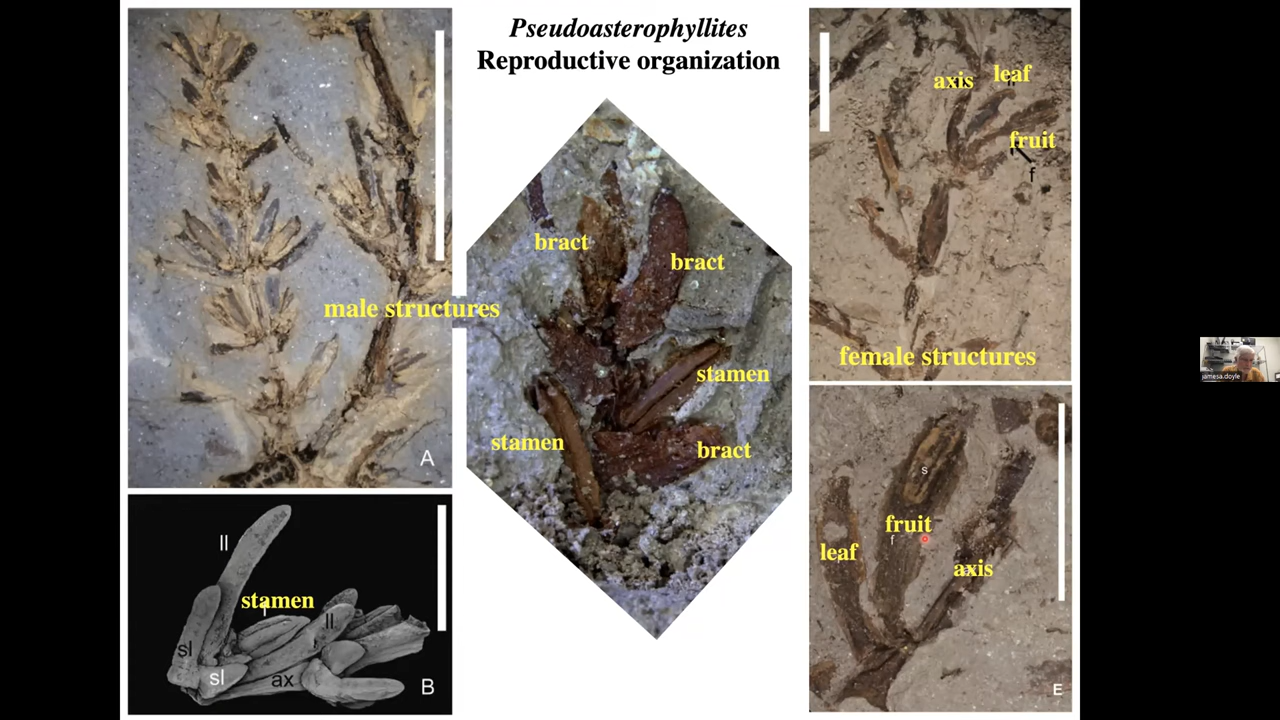 Pseudoasterophyllites
Reproductive organization
male structures
A
ll
stamen
ll
sl
sl
ax
B
bract
bract
stamen
stamen
bract
axis
leaf
fruit
f
female structures
s
fruit
f
leaf
axis
E
jamesa.doyle